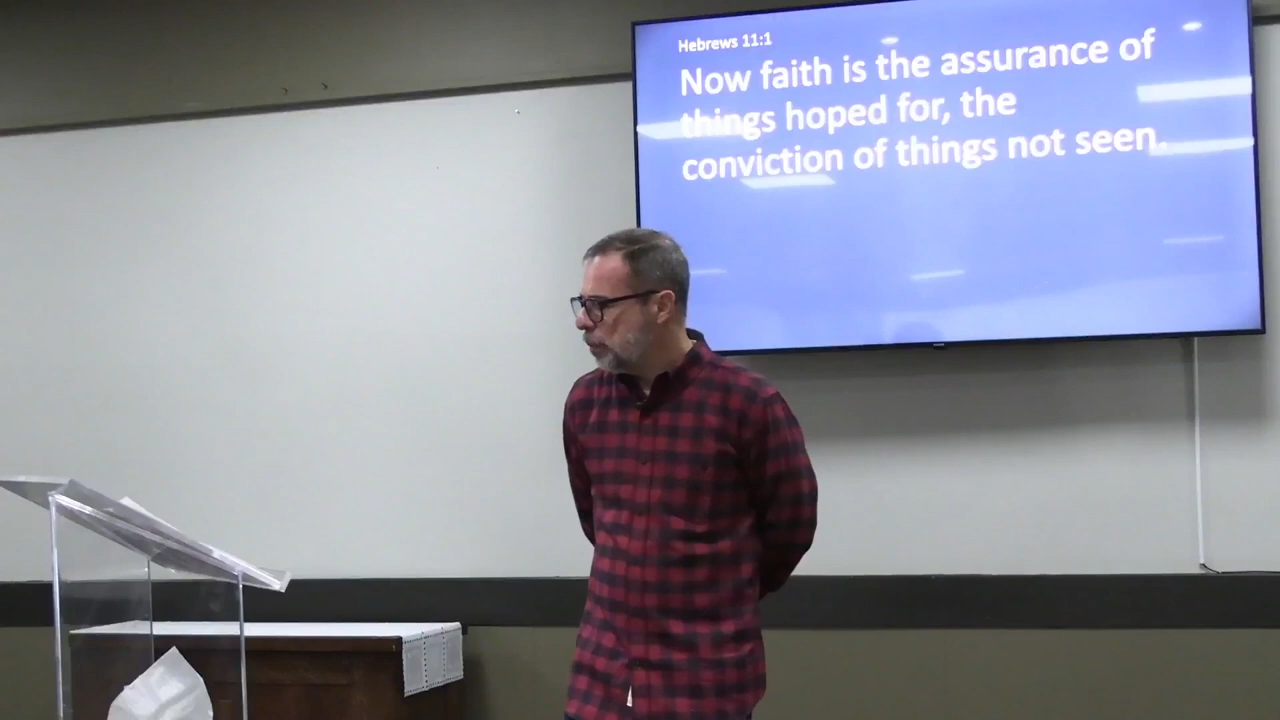 Hebrews 11:1
Now faith is the assurance of
things hoped for, the
conviction of things not seen.